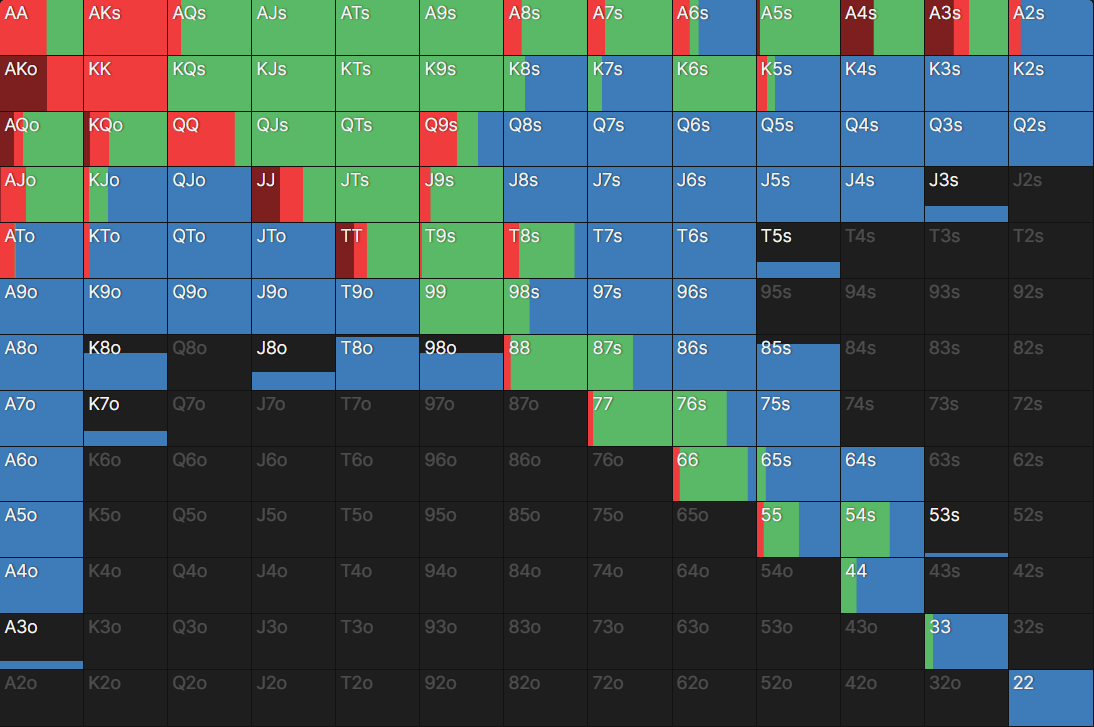 AA AKs AQs AJs ATs A9s A8s A7s A6s A5s A4s A3s A2s
AKo KK KQs KJs KTs K9s K8s K7s K6s K5s K4s K3s K2s
AQo KQo QQ QJs QTs Q9s Q8s Q7s Q6s Q5s Q4s Q3s Q2s
AJo KJo QJo JJ JTs J9s J8s J7s J6s J5s J4s J3s J2s
ATo KTo QTo JTo TT T9s T8s T7s T6s T5s T4s T3s T2s
A9o K9o Q9o J9o T9o 99 98s 97s 96s 95s 94s 93s 92s
A8o K8o Q8o J8o T8o 98o 88 87s 86s 85s 84s 83s 82s
A7o K7o Q7o J7o T7o 97o 87o 77 76s 75s 74s 73s 72s
A6o K6o Q6o J6o T6o 96o 86o 76o 66 65s 64s 63s 62s
A5o K5o Q5o J5o T5o 95o 85o 75o 65o 55 54s 53s 52s
A4o K4o Q4o J4o T4o 94o 84o 74o 64o 54o 44 43s 42s
A3o K3o Q3o J3o T3o 93o 83o 73o 63o 53o 43o 33 32s
A2o K2o Q2o J2o T2o 92o 82o 72o 62o 52o 42o 32o 22